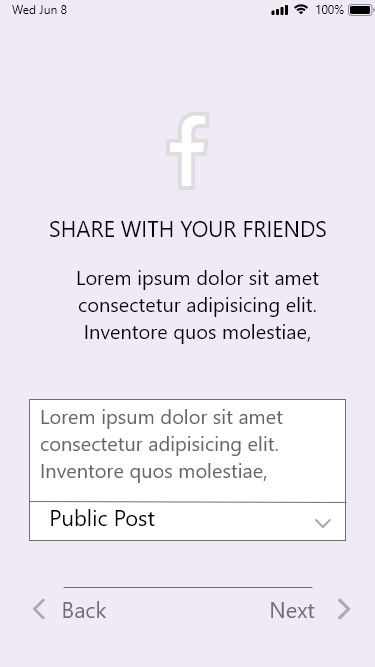 Wed Jun 8
100%
f
SHARE WITH YOUR FRIENDS
Lorem ipsum dolor sit amet
consectetur adipisicing elit.
Inventore quos molestiae,
Lorem ipsum dolor sit amet
consectetur adipisicing elit.
Inventore quos molestiae,
Public Post
Back
Next